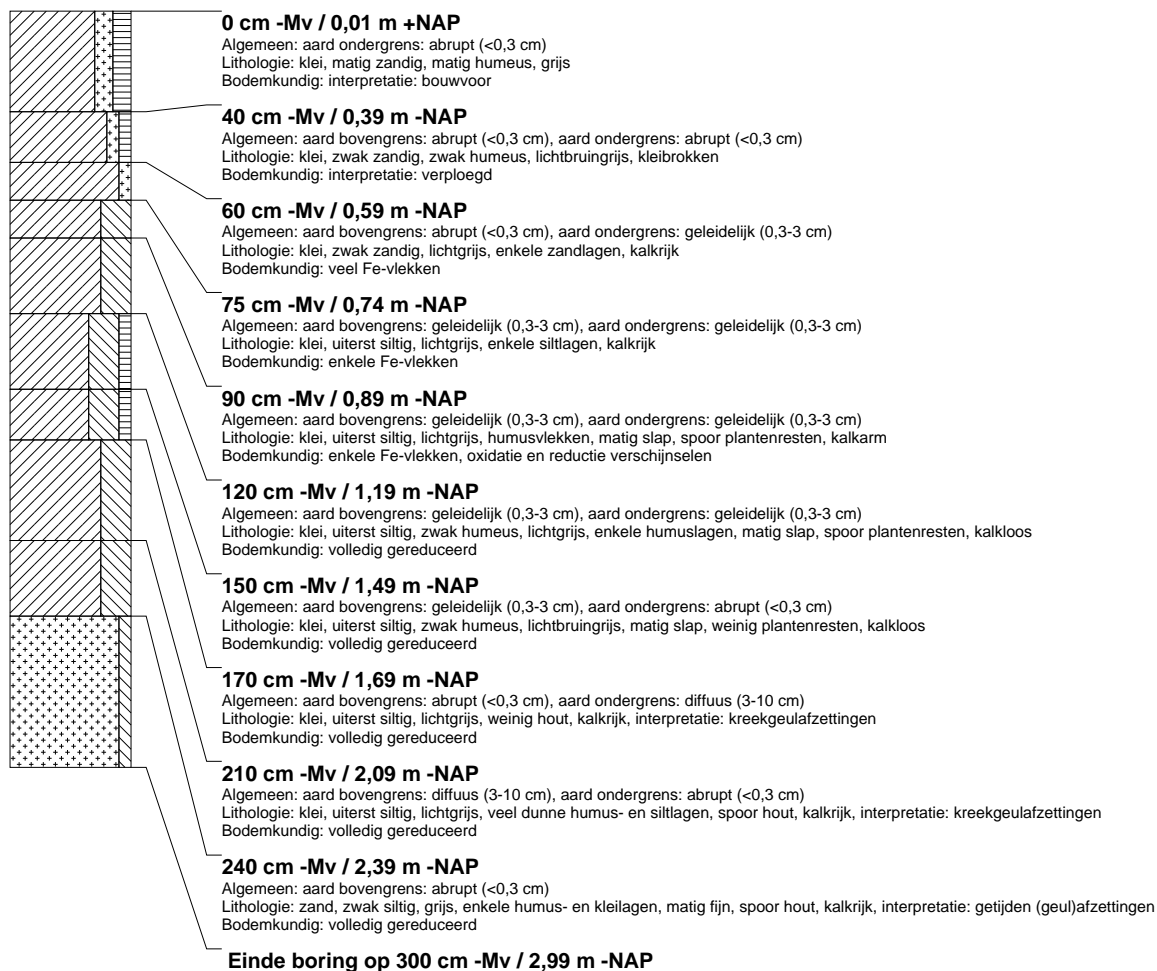 0 cm -Mv / 0,01 m +NAP
Algemeen: aard ondergrens: abrupt (<0,3 cm)
Lithologie: klei, matig zandig, matig humeus, grijs
Bodemkundig: interpretatie: bouwvoor
40 cm -Mv / 0,39 m -NAP
Algemeen: aard bovengrens: abrupt (<0,3 cm), aard ondergrens: abrupt (<0,3 cm)
Lithologie: klei, zwak zandig, zwak humeus, lichtbruingrijs, kleibrokken
Bodemkundig: interpretatie: verploegd
60 cm -Mv / 0,59 m -NAP
Algemeen: aard bovengrens: abrupt (<0,3 cm), aard ondergrens: geleidelijk (0,3-3 cm)
Lithologie: klei, zwak zandig, lichtgrijs, enkele zandlagen, kalkrijk
Bodemkundig: veel Fe-vlekken
75 cm -Mv / 0,74 m -NAP
Algemeen: aard bovengrens: geleidelijk (0,3-3 cm), aard ondergrens: geleidelijk (0,3-3 cm)
Lithologie: klei, uiterst siltig, lichtgrijs, enkele siltlagen, kalkrijk
Bodemkundig: enkele Fe-vlekken
90 cm -Mv / 0,89 m -NAP
Algemeen: aard bovengrens: geleidelijk (0,3-3 cm), aard ondergrens: geleidelijk (0,3-3 cm)
Lithologie: klei, uiterst siltig, lichtgrijs, humusvlekken, matig slap, spoor plantenresten, kalkarm
Bodemkundig: enkele Fe-vlekken, oxidatie en reductie verschijnselen
120 cm -Mv / 1,19 m -NAP
Algemeen: aard bovengrens: geleidelijk (0,3-3 cm), aard ondergrens: geleidelijk (0,3-3 cm)
Lithologie: klei, uiterst siltig, zwak humeus, lichtgrijs, enkele humuslagen, matig slap, spoor plantenresten, kalkloos
Bodemkundig: volledig gereduceerd
150 cm -Mv / 1,49 m -NAP
Algemeen: aard bovengrens: geleidelijk (0,3-3 cm), aard ondergrens: abrupt (<0,3 cm)
Lithologie: klei, uiterst siltig, zwak humeus, lichtbruingrijs, matig slap, weinig plantenresten, kalkloos
Bodemkundig: volledig gereduceerd
170 cm -Mv / 1,69 m -NAP
Algemeen: aard bovengrens: abrupt (<0,3 cm), aard ondergrens: diffuus (3-10 cm)
Lithologie: klei, uiterst siltig, lichtgrijs, weinig hout, kalkrijk, interpretatie: kreekgeulafzettingen
Bodemkundig: volledig gereduceerd
210 cm -Mv / 2,09 m -NAP
Algemeen: aard bovengrens: diffuus (3-10 cm), aard ondergrens: abrupt (<0,3 cm)
Lithologie: klei, uiterst siltig, lichtgrijs, veel dunne humus- en siltlagen, spoor hout, kalkrijk, interpretatie: kreekgeulafzettingen
Bodemkundig: volledig gereduceerd
240 cm -Mv / 2,39 m -NAP
Algemeen: aard bovengrens: abrupt (<0,3 cm)
Lithologie: zand, zwak siltig, grijs, enkele humus- en kleilagen, matig fijn, spoor hout, kalkrijk, interpretatie: getijden (geul)afzettingen
Bodemkundig: volledig gereduceerd
Einde boring op 300 cm -Mv / 2,99 m -NAP